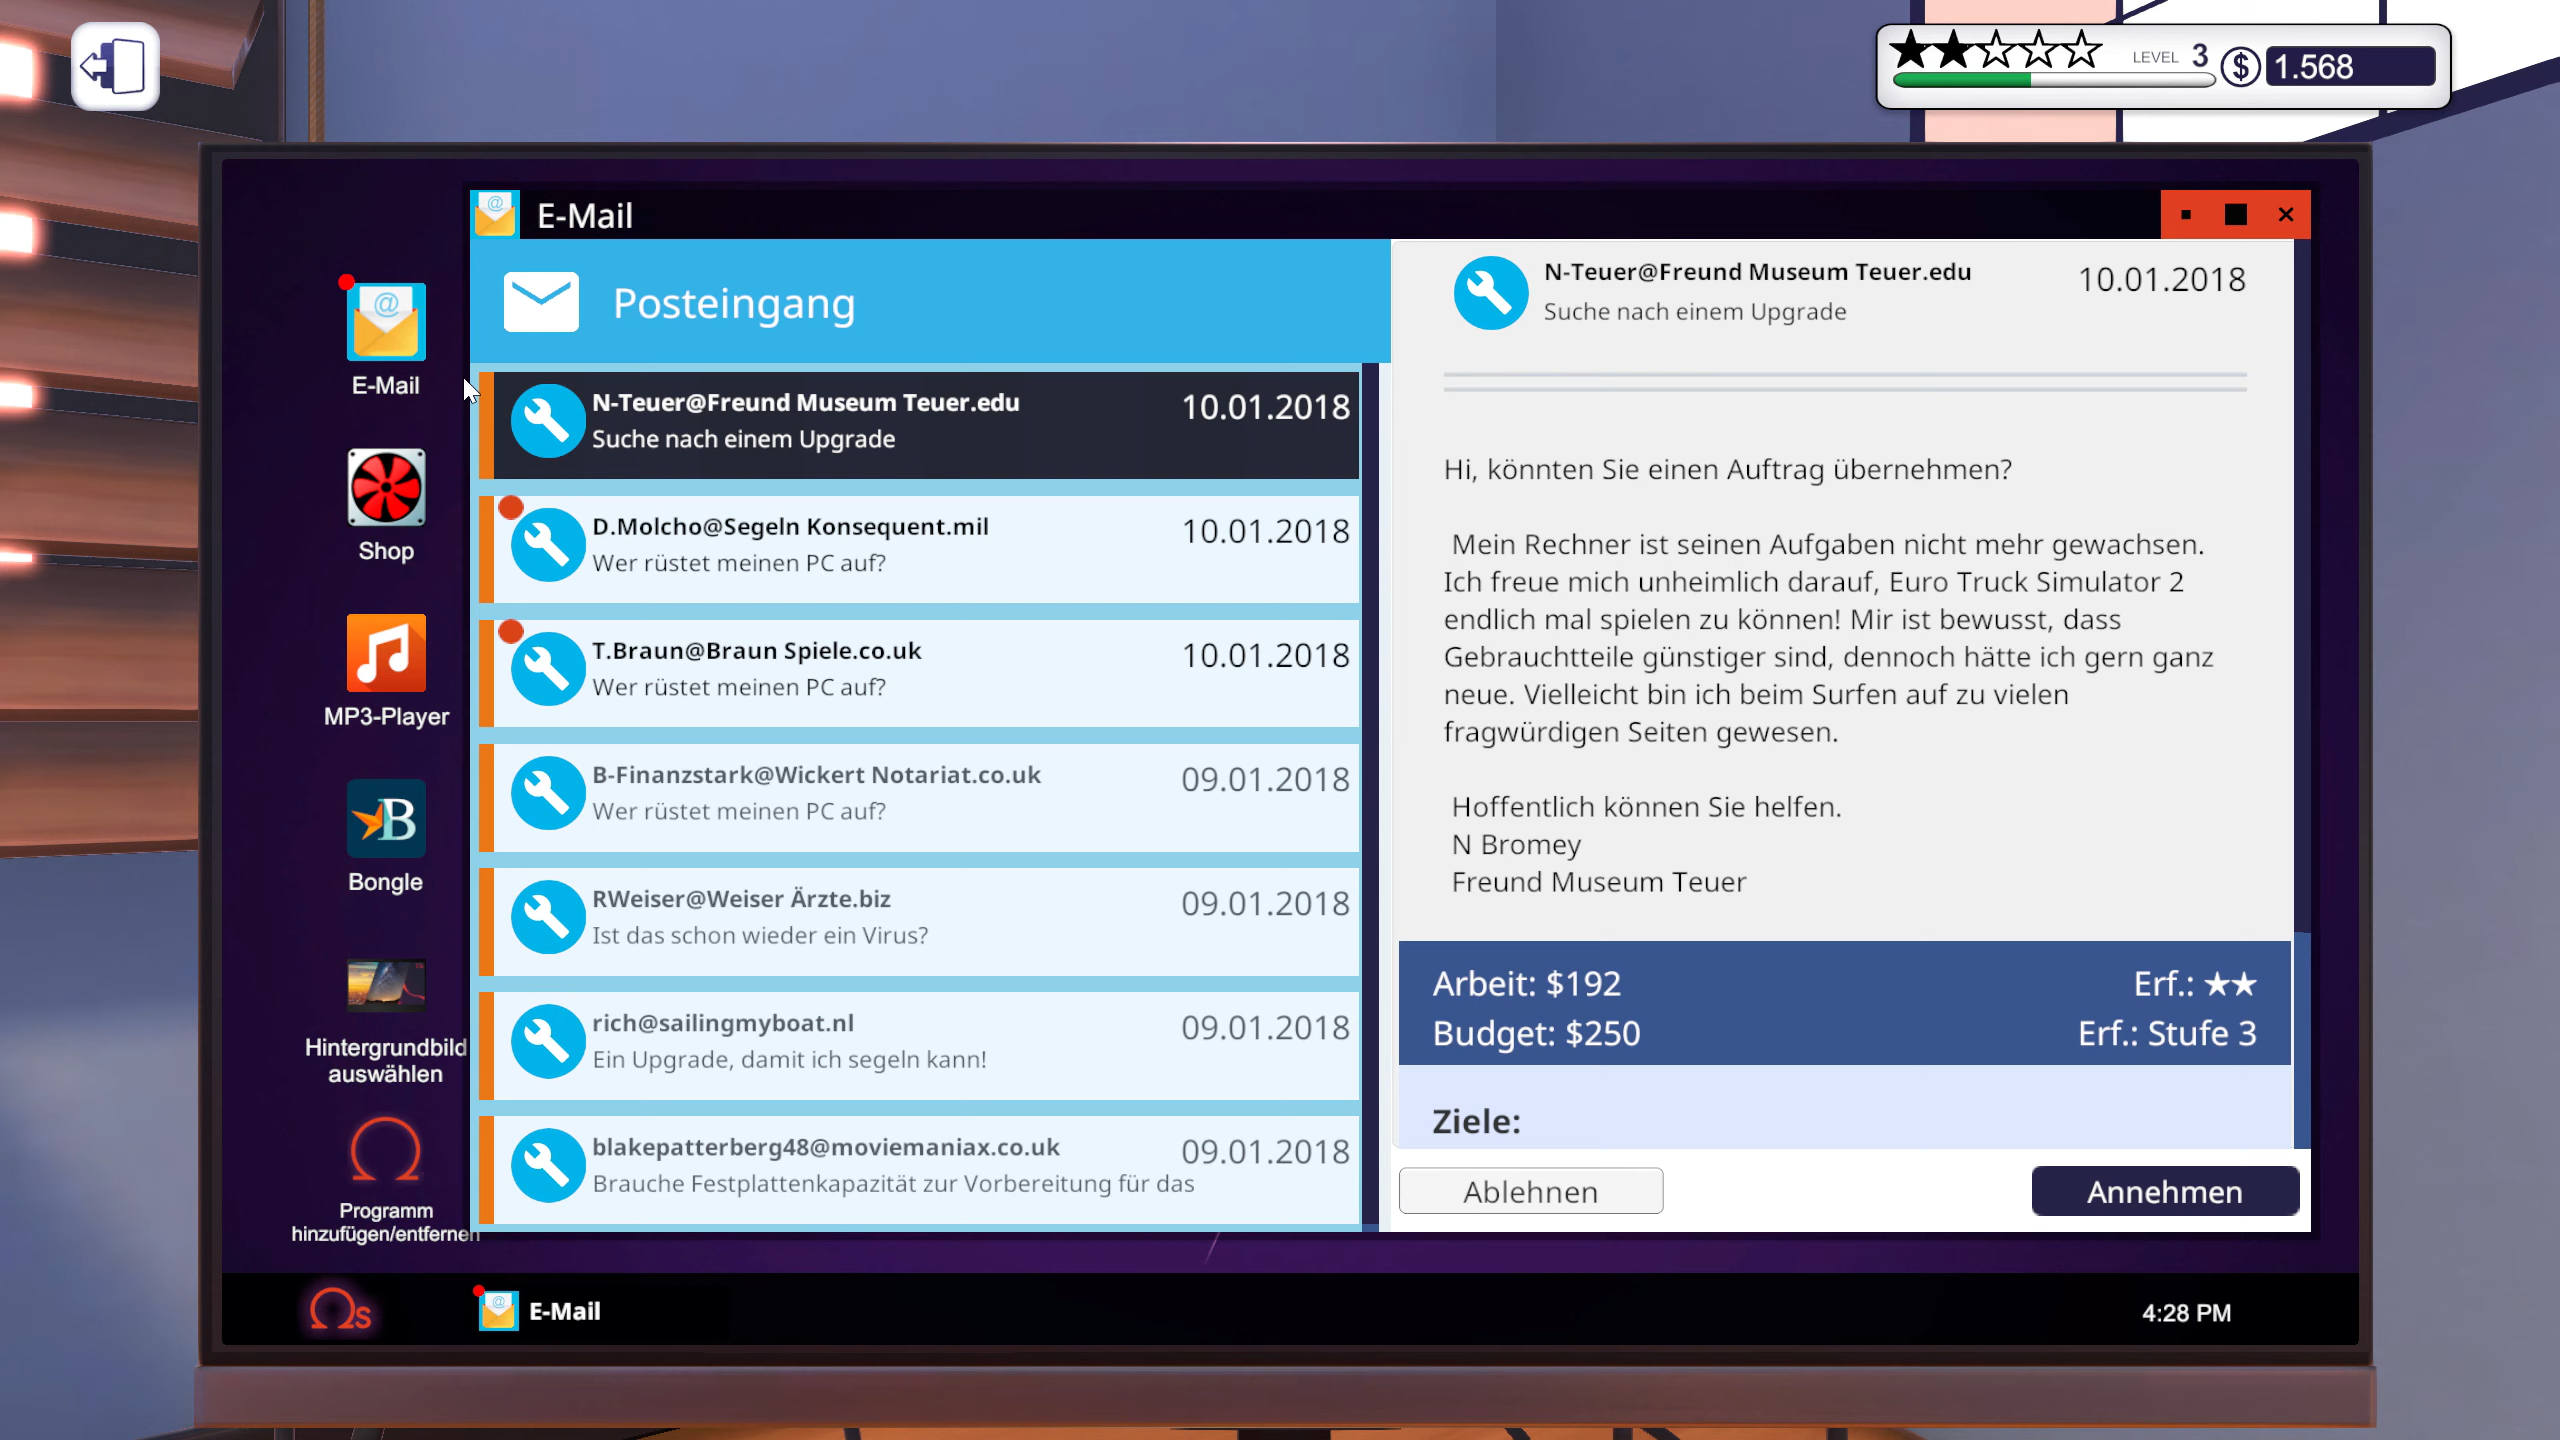 LEVEL 3
$ 1.568
E-Mail
E-Mail
Shop
MP3-Player
Bongle
Hintergrundbild
auswählen
Programm
hinzufügen/entfernen
Posteingang
N-Teuer@Freund Museum Teuer.edu
10.01.2018
Suche nach einem Upgrade
D.Molcho@Segeln Konsequent.mil
10.01.2018
Wer rüstet meinen PC auf?
T.Braun@Braun Spiele.co.uk
10.01.2018
Wer rüstet meinen PC auf?
B-Finanzstark@Wickert Notariat.co.uk
09.01.2018
Wer rüstet meinen PC auf?
RWeiser@Weiser Ärzte.biz
09.01.2018
Ist das schon wieder ein Virus?
rich@sailingmyboat.nl
09.01.2018
Ein Upgrade, damit ich segeln kann!
blakepatterberg48@moviemaniax.co.uk
09.01.2018
Brauche Festplattenkapazität zur Vorbereitung für das
N-Teuer@Freund Museum Teuer.edu
10.01.2018
Suche nach einem Upgrade
Hi, könnten Sie einen Auftrag übernehmen?
Mein Rechner ist seinen Aufgaben nicht mehr gewachsen.
Ich freue mich unheimlich darauf, Euro Truck Simulator 2
endlich mal spielen zu können! Mir ist bewusst, dass
Gebrauchtteile günstiger sind, dennoch hätte ich gern ganz
neue. Vielleicht bin ich beim Surfen auf zu vielen
fragwürdigen Seiten gewesen.
Hoffentlich können Sie helfen.
N Bromey
Freund Museum Teuer
Arbeit: $192
Erf.: ★★
Budget: $250
Erf.: Stufe 3
Ziele:
Ablehnen
Annehmen
Ωs
E-Mail
4:28 PM